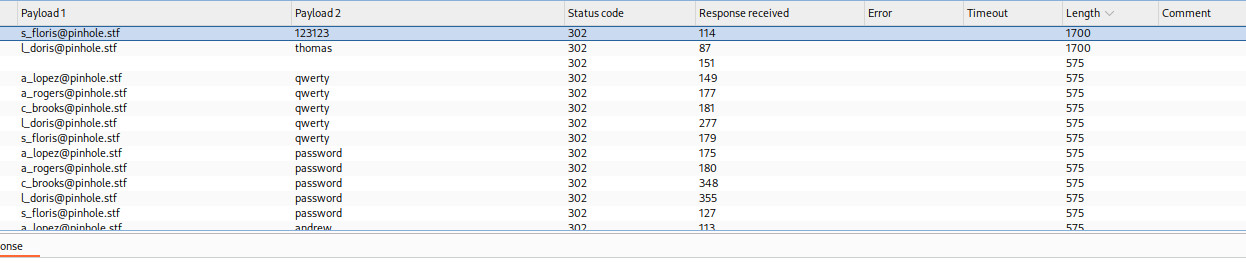 Payload 1 Payload 2 Status code Response received Error Timeout Length Comment
s_floris@pinhole.stf 123123 302 114 1700
l_doris@pinhole.stf thomas 302 87 1700
302 151 575
a_lopez@pinhole.stf qwerty 302 149 575
a_rogers@pinhole.stf qwerty 302 177 575
c_brooks@pinhole.stf qwerty 302 181 575
l_doris@pinhole.stf qwerty 302 277 575
s_floris@pinhole.stf qwerty 302 179 575
a_lopez@pinhole.stf password 302 175 575
a_rogers@pinhole.stf password 302 180 575
c_brooks@pinhole.stf password 302 348 575
l_doris@pinhole.stf password 302 355 575
s_floris@pinhole.stf password 302 127 575
a_lopez@pinhole.stf andrew 302 113 575
onse